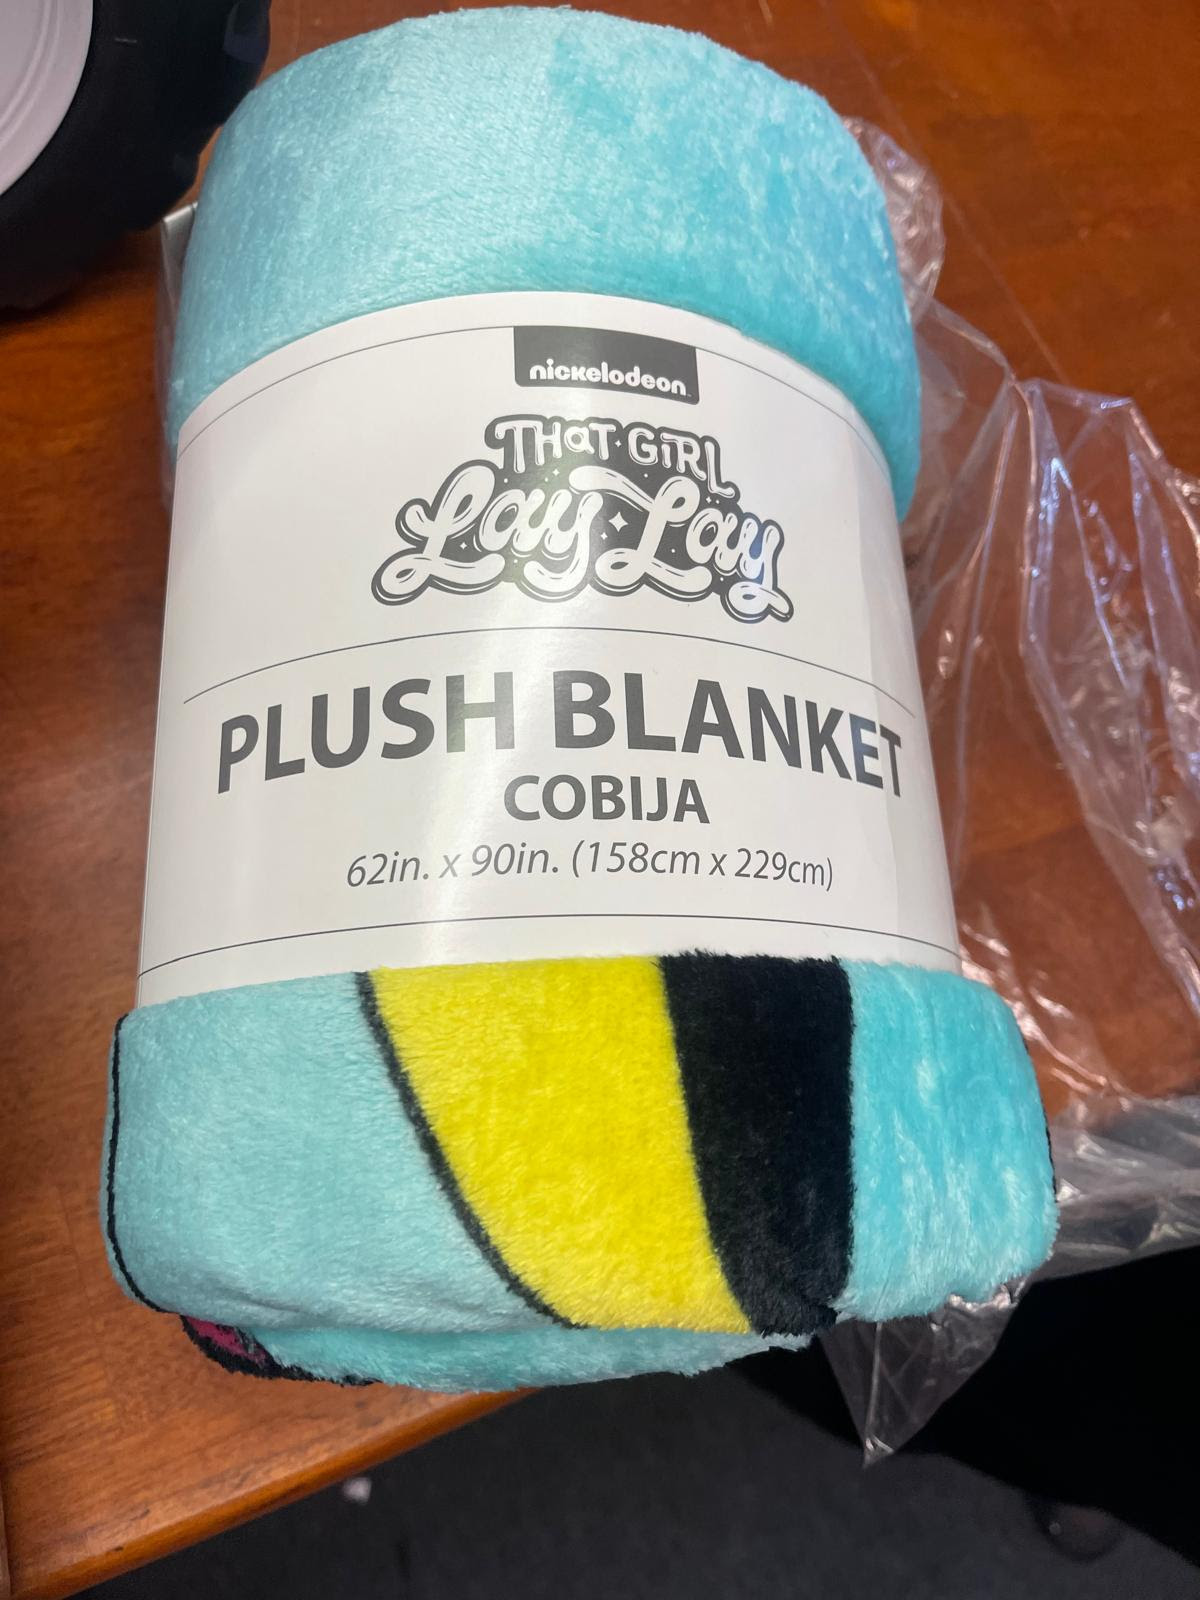 nickelodeon
THAT GIRL
Lay Lay
PLUSH BLANKET
COBIJA
62in. x 90in. (158cm x 229cm)